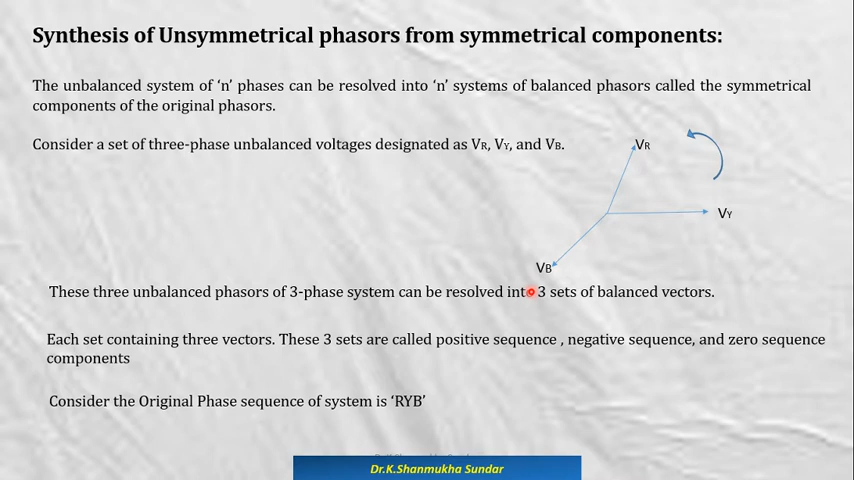 Synthesis of Unsymmetrical phasors from symmetrical components:
The unbalanced system of ‘n’ phases can be resolved into ‘n’ systems of balanced phasors called the symmetrical
components of the original phasors.
Consider a set of three-phase unbalanced voltages designated as VR, VY, and VB.
VR
VY
VB
These three unbalanced phasors of 3-phase system can be resolved into 3 sets of balanced vectors.
Each set containing three vectors. These 3 sets are called positive sequence , negative sequence, and zero sequence
components
Consider the Original Phase sequence of system is ‘RYB’
Dr.K.Shanmukha Sundar